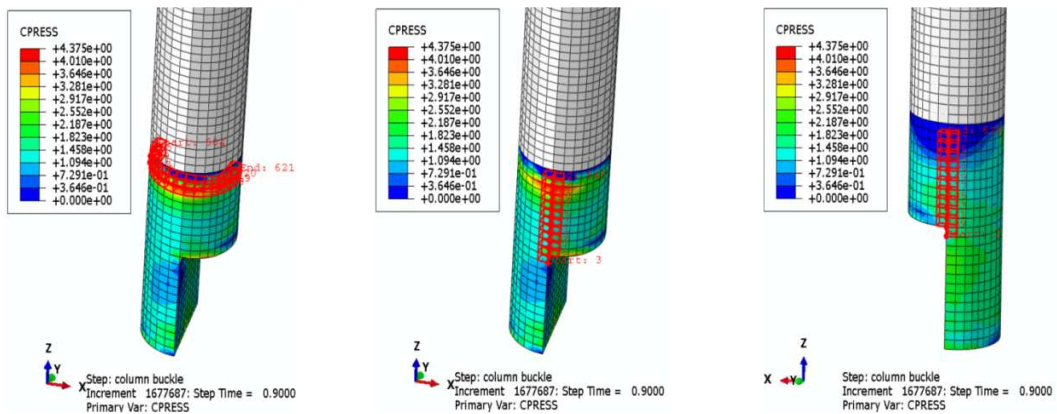 CPRESS
+4.375e+00
+4.010e+00
+3.646e+00
+3.281e+00
+2.917e+00
+2.552e+00
+2.187e+00
+1.823e+00
+1.458e+00
+1.094e+00
+7.291e-01
+3.646e-01
+0.000e+00
End: 621
Z
Y
X
Step: column buckle
Increment 1677687: Step Time = 0.9000
Primary Var: CPRESS
CPRESS
+4.375e+00
+4.010e+00
+3.646e+00
+3.281e+00
+2.917e+00
+2.552e+00
+2.187e+00
+1.823e+00
+1.458e+00
+1.094e+00
+7.291e-01
+3.646e-01
+0.000e+00
Z
Y
X
Step: column buckle
Increment 1677687: Step Time = 0.9000
Primary Var: CPRESS
CPRESS
+4.375e+00
+4.010e+00
+3.646e+00
+3.281e+00
+2.917e+00
+2.552e+00
+2.187e+00
+1.823e+00
+1.458e+00
+1.094e+00
+7.291e-01
+3.646e-01
+0.000e+00
Z
X
Y
Step: column buckle
Increment 1677687: Step Time = 0.9000
Primary Var: CPRESS